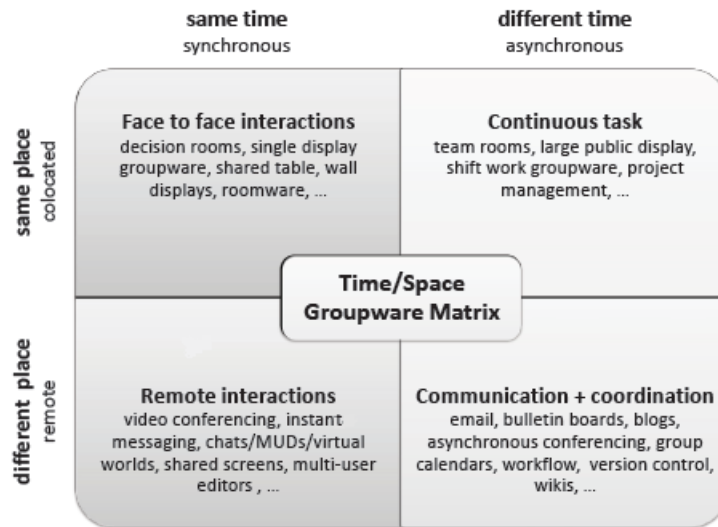 same time
synchronous
different time
asynchronous
same place
colocated
Face to face interactions
decision rooms, single display
groupware, shared table, wall
displays, roomware, ...
Continuous task
team rooms, large public display,
shift work groupware, project
management, ...
Time/Space
Groupware Matrix
different place
remote
Remote interactions
video conferencing, instant
messaging, chats/MUDs/virtual
worlds, shared screens, multi-user
editors , ...
Communication + coordination
email, bulletin boards, blogs,
asynchronous conferencing, group
calendars, workflow, version control,
wikis, ...